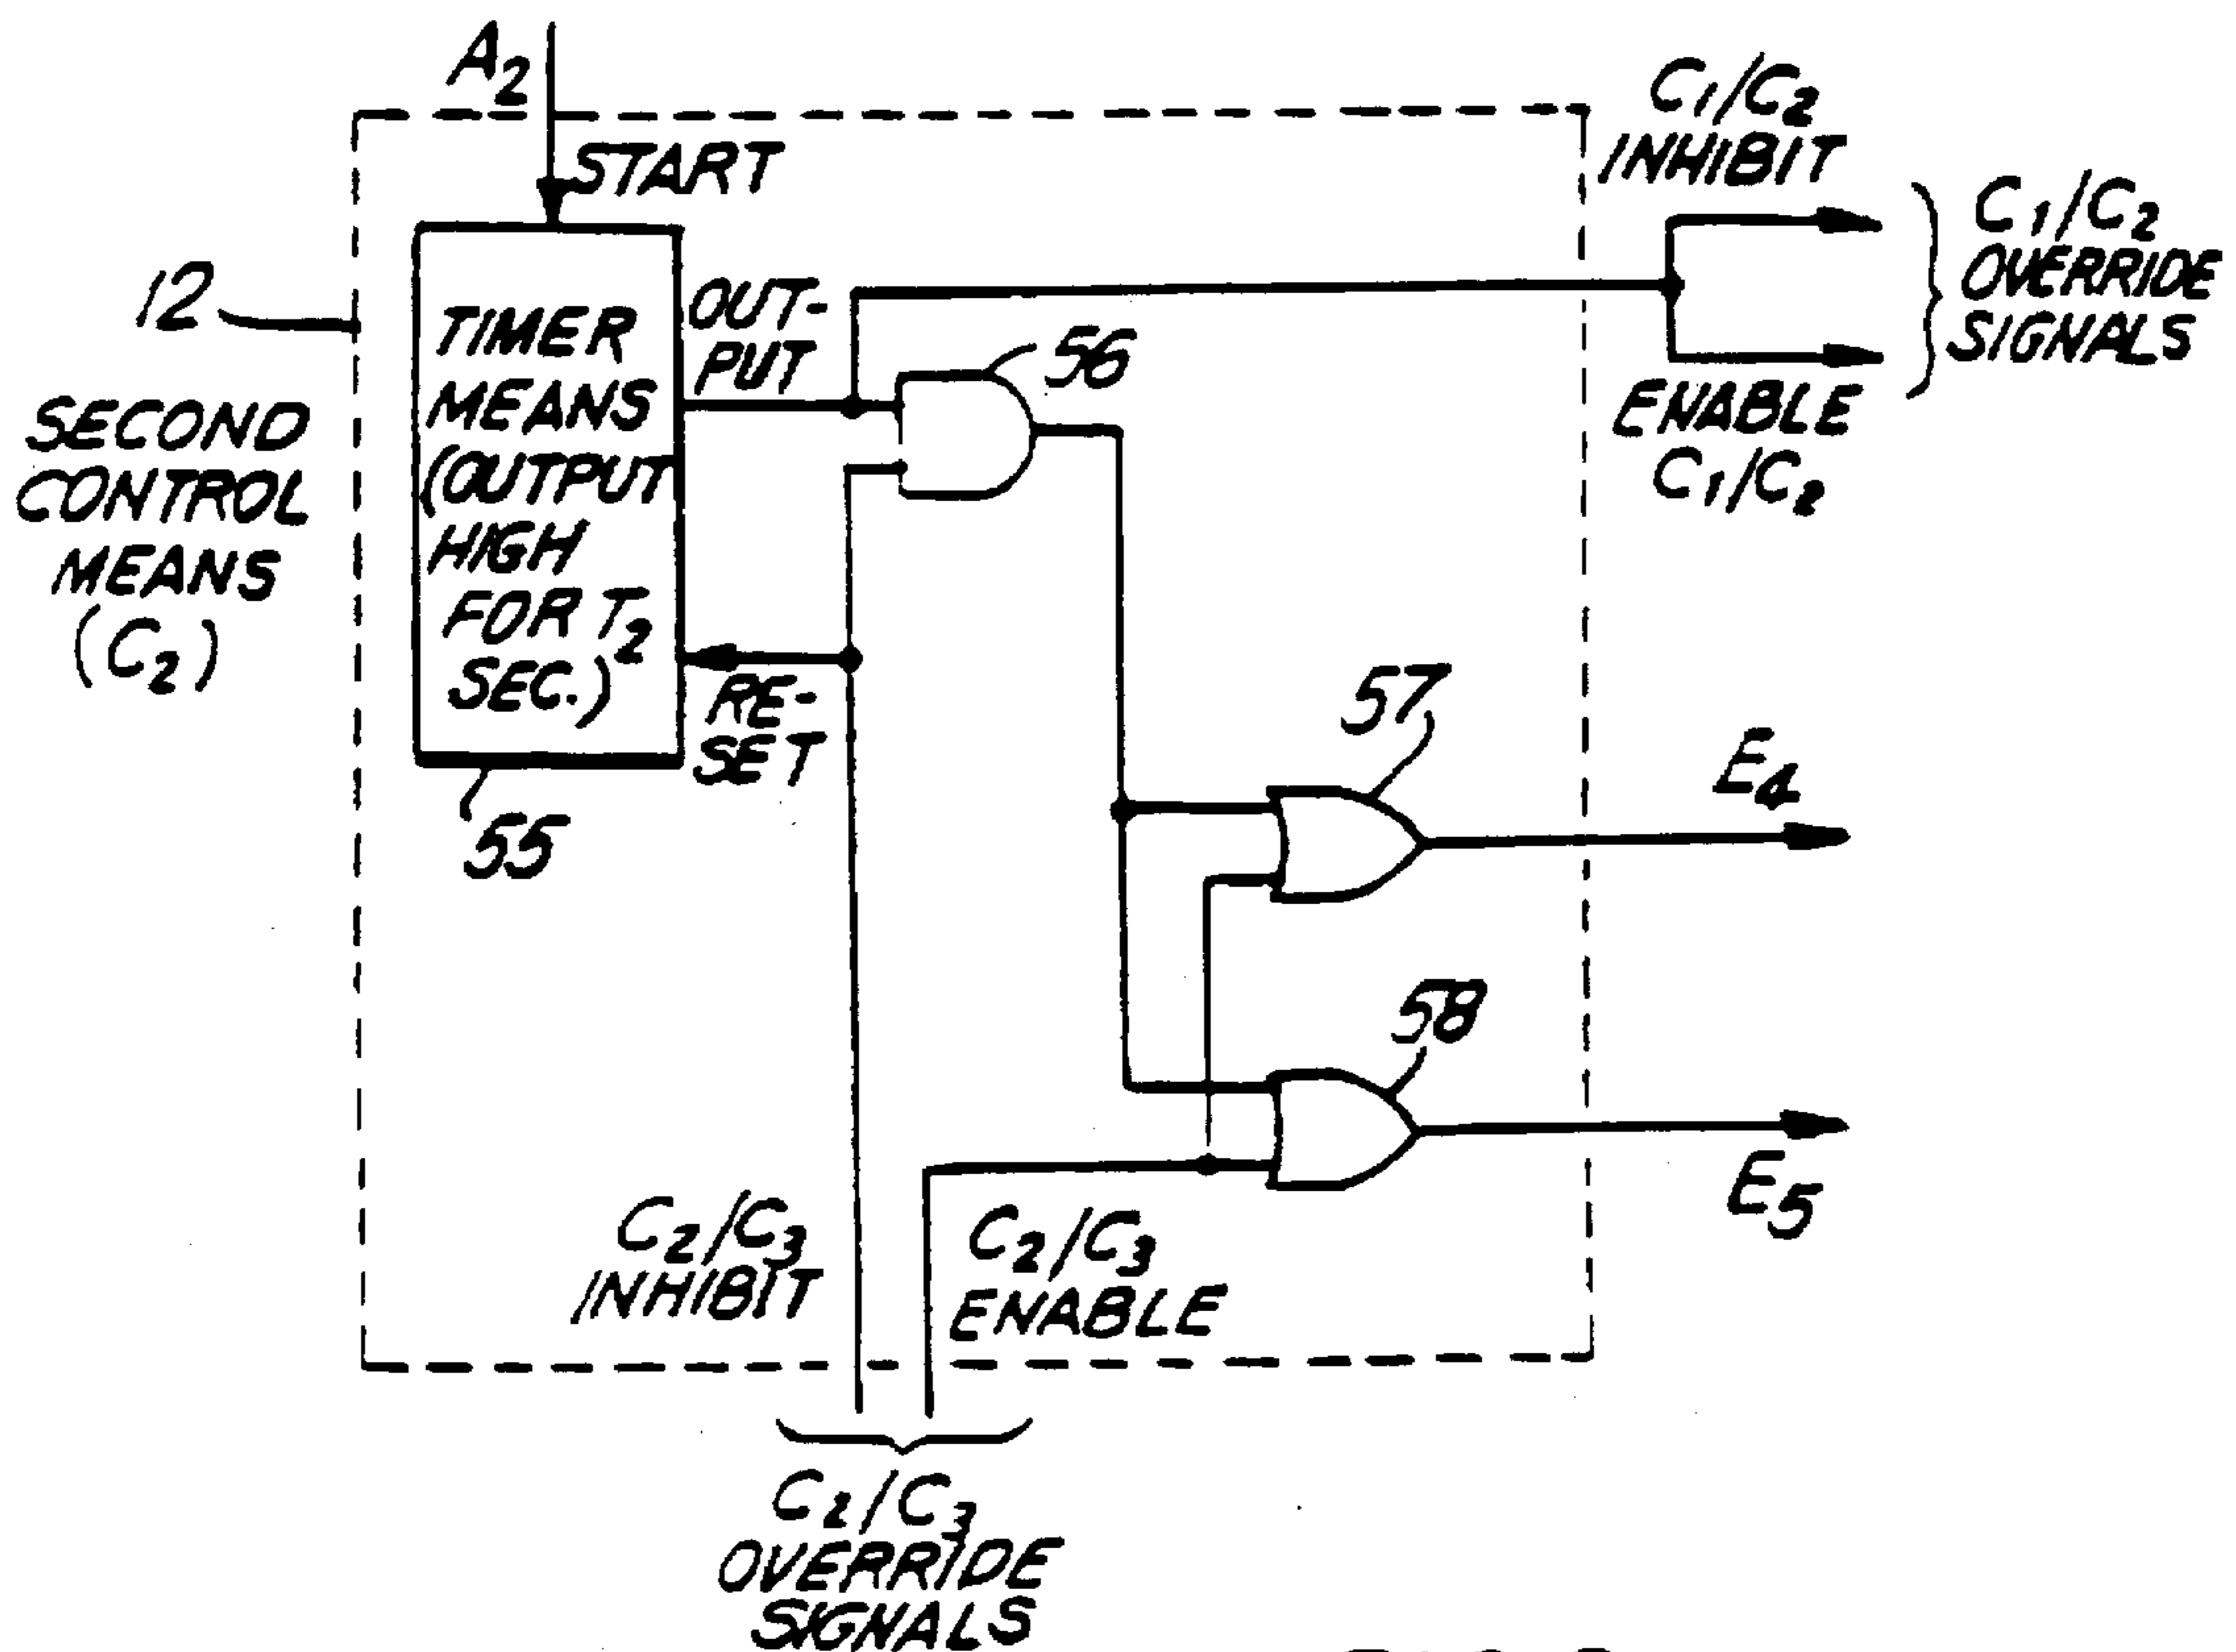 A2
START
12
SECOND
CONTROL
MEANS
(C2)
TIMER
MEANS
(OUTPUT
HIGH
FOR T2
SEC.)
OUT-
PUT
RE-
SET
55
56
57
58
C1/C2
INHIBIT
ENABLE
C1/C2
C1/C2
OVERRIDE
SIGNALS
E4
E5
C2/C3
INHIBIT
C2/C3
ENABLE
C2/C3
OVERRIDE
SIGNALS